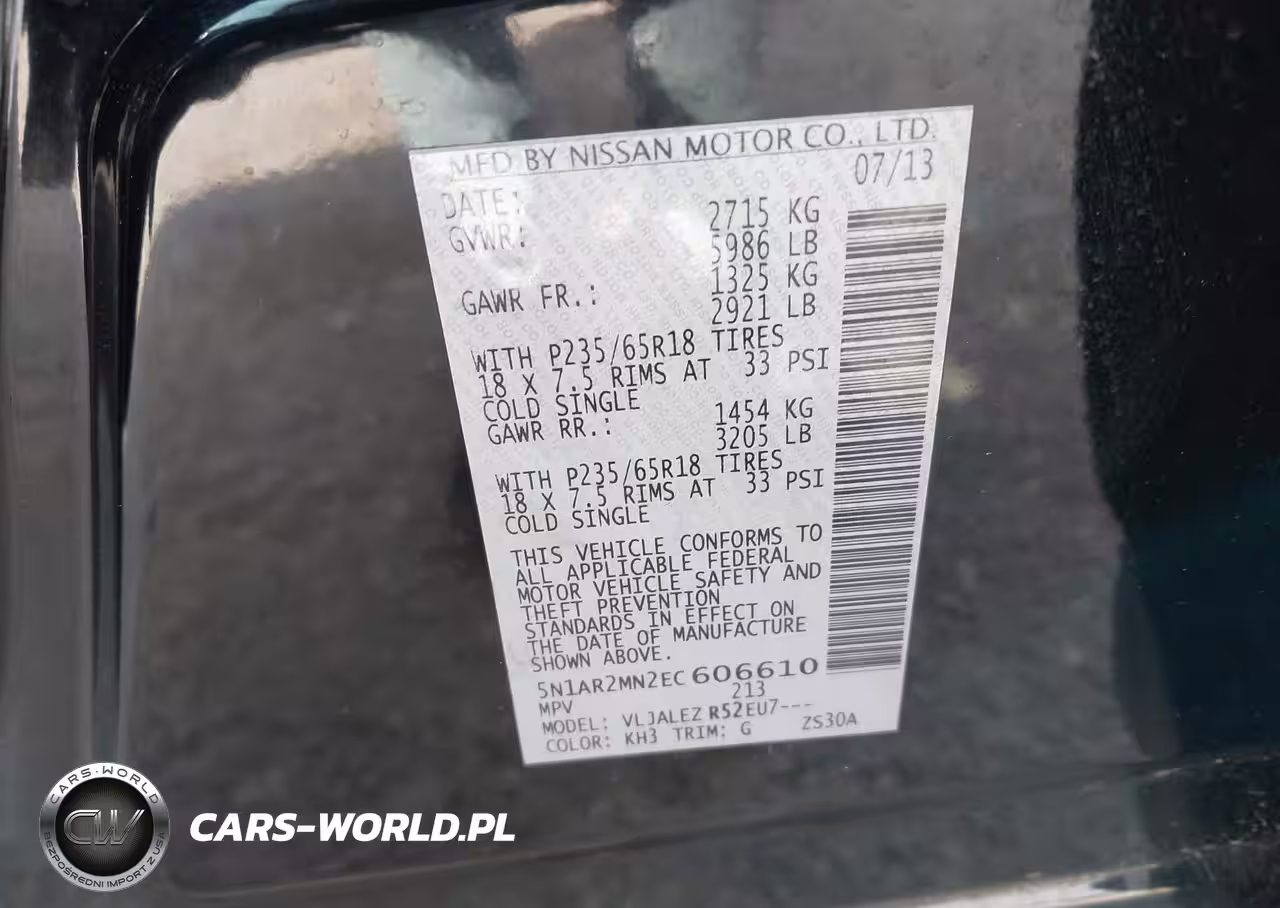 MFD BY NISSAN MOTOR CO., LTD.
DATE: 07/13
GVWR: 2715 KG
5986 LB
GAWR FR.: 1325 KG
2921 LB
WITH P235/65R18 TIRES
18 X 7.5 RIMS AT 33 PSI
COLD SINGLE
GAWR RR.: 1454 KG
3205 LB
WITH P235/65R18 TIRES
18 X 7.5 RIMS AT 33 PSI
COLD SINGLE
THIS VEHICLE CONFORMS TO
ALL APPLICABLE FEDERAL
MOTOR VEHICLE SAFETY AND
THEFT PREVENTION
STANDARDS IN EFFECT ON
THE DATE OF MANUFACTURE
SHOWN ABOVE.
5N1AR2MN2EC606610
MPV 213
MODEL: VLJALEZ R52EU7---
COLOR: KH3 TRIM: G ZS30A
CARS-WORLD
CW
BEZPOŚREDNI IMPORT Z USA
CARS-WORLD.PL